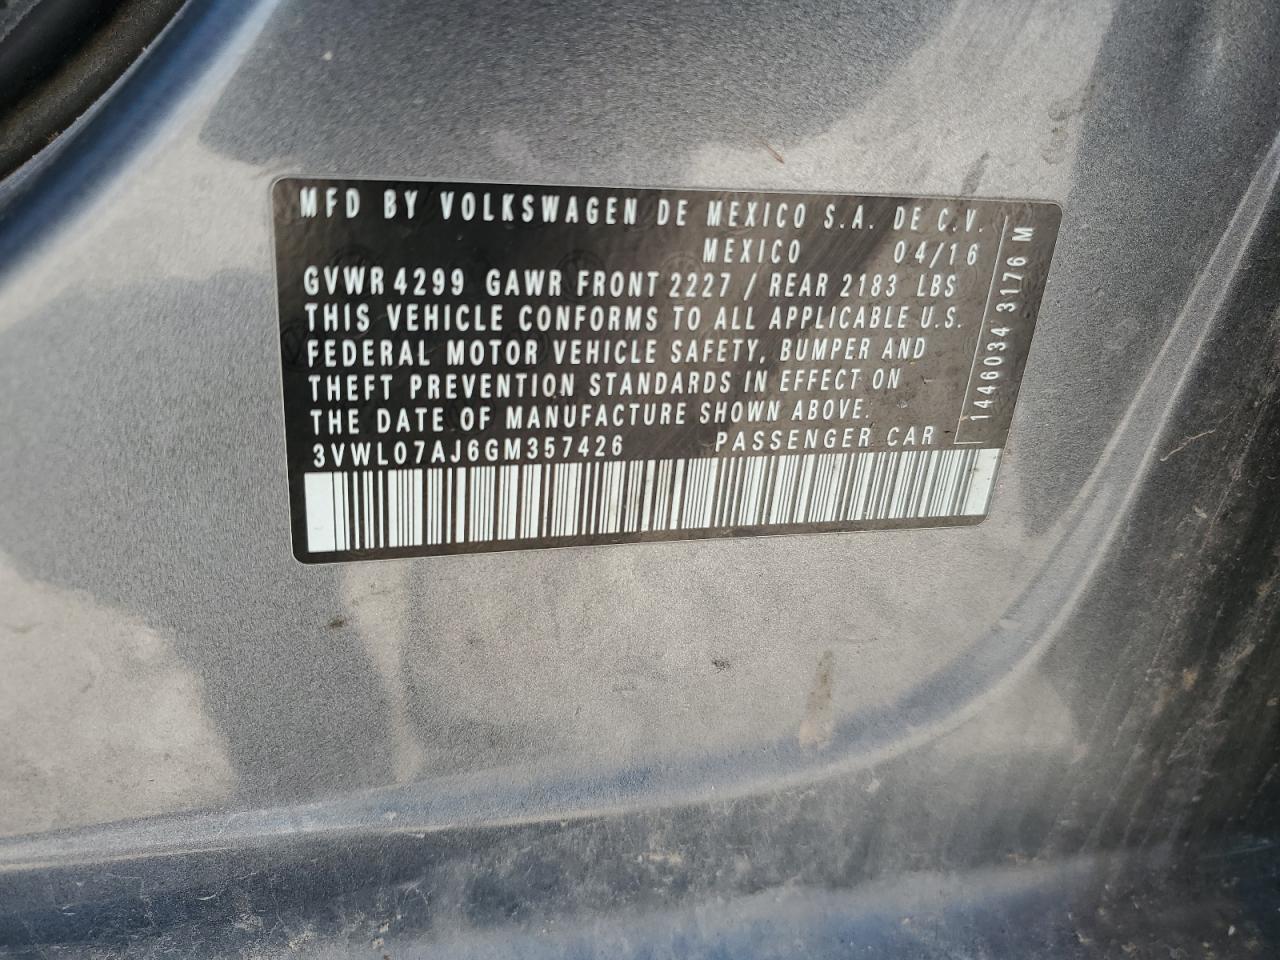 MFD BY VOLKSWAGEN DE MEXICO S.A. DE C.V.
MEXICO 04/16
GVWR 4299 GAWR FRONT 2227 / REAR 2183 LBS
THIS VEHICLE CONFORMS TO ALL APPLICABLE U.S.
FEDERAL MOTOR VEHICLE SAFETY, BUMPER AND
THEFT PREVENTION STANDARDS IN EFFECT ON
THE DATE OF MANUFACTURE SHOWN ABOVE.
3VWL07AJ6GM357426 PASSENGER CAR
1446034 3176 M